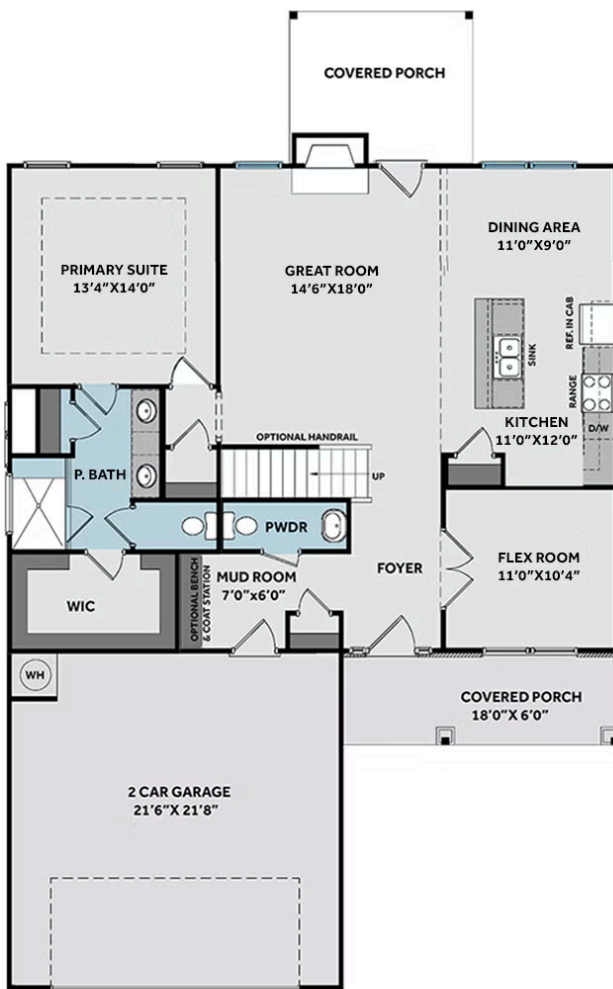 COVERED PORCH
DINING AREA
11'0"X9'0"
PRIMARY SUITE
13'4"X14'0"
GREAT ROOM
14'6"X18'0"
REF. IN CAB
SINK
RANGE
D/W
KITCHEN
11'0"X12'0"
OPTIONAL HANDRAIL
UP
P. BATH
PWDR
FLEX ROOM
11'0"X10'4"
FOYER
MUD ROOM
7'0"x6'0"
OPTIONAL BENCH
& COAT STATION
WIC
WH
COVERED PORCH
18'0"X 6'0"
2 CAR GARAGE
21'6"X 21'8"